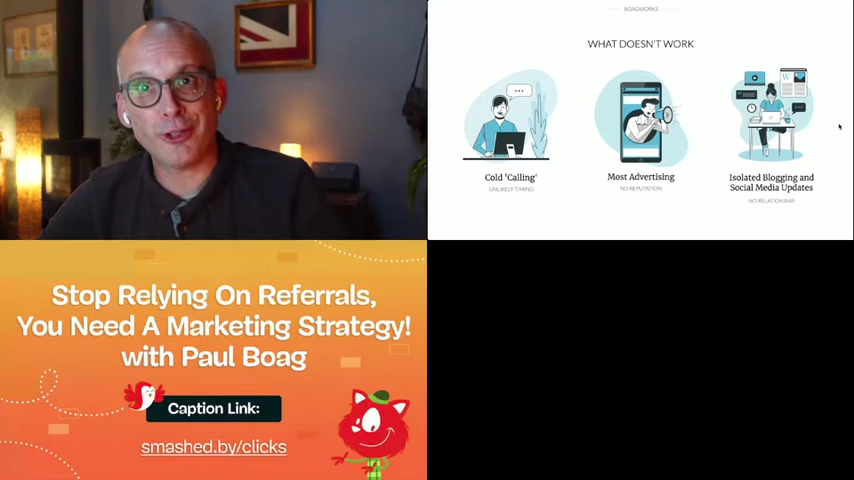 BOAGWORKS
WHAT DOESN'T WORK
Cold 'Calling'
UNLIKELY TIMING
Most Advertising
NO REPUTATION
Isolated Blogging and
Social Media Updates
NO RELATIONSHIP
Stop Relying On Referrals,
You Need A Marketing Strategy!
with Paul Boag
Caption Link:
smashed.by/clicks